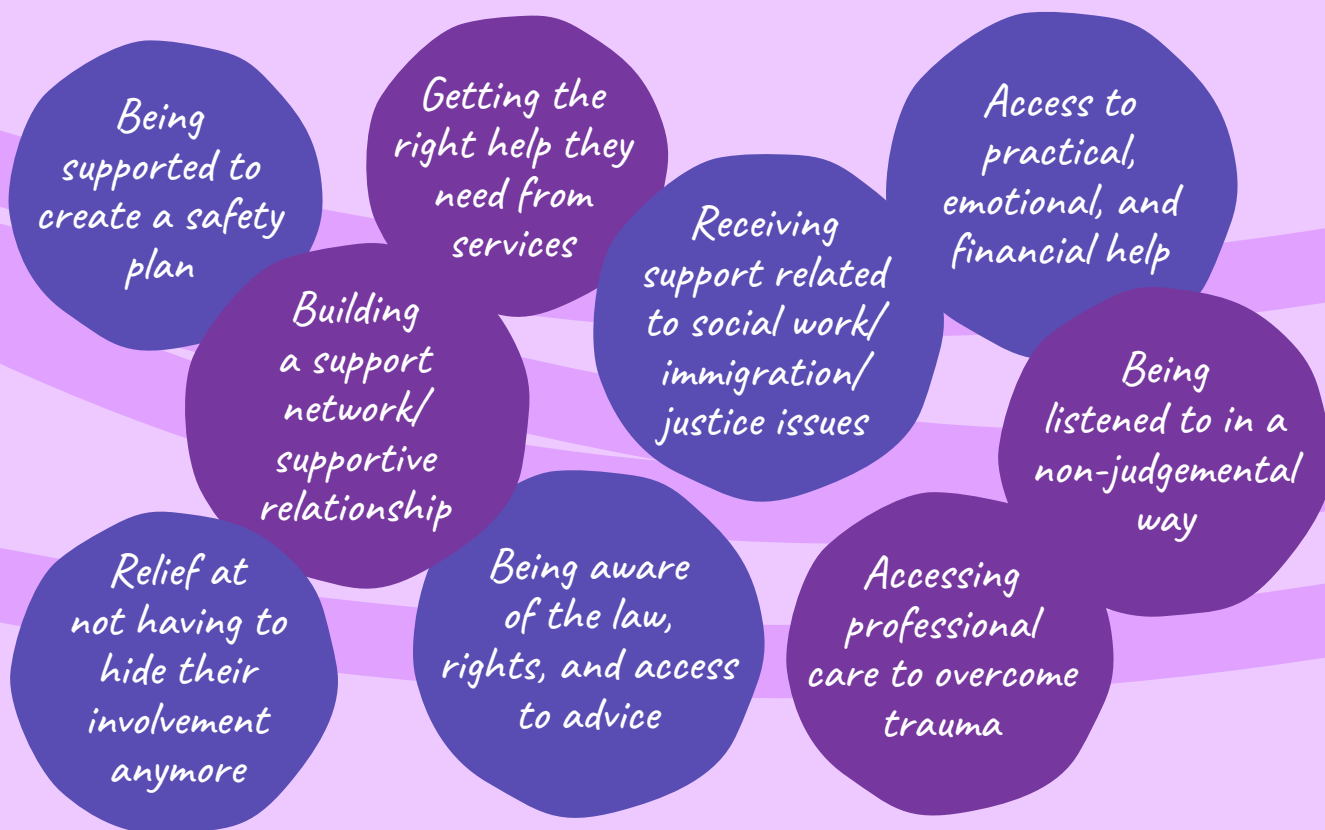 Being
supported to
create a safety
plan
Getting the
right help they
need from
services
Access to
practical,
emotional, and
financial help
Receiving
support related
to social work/
immigration/
justice issues
Building
a support
network/
supportive
relationship
Being
listened to in a
non-judgemental
way
Relief at
not having to
hide their
involvement
anymore
Being aware
of the law,
rights, and access
to advice
Accessing
professional
care to overcome
trauma